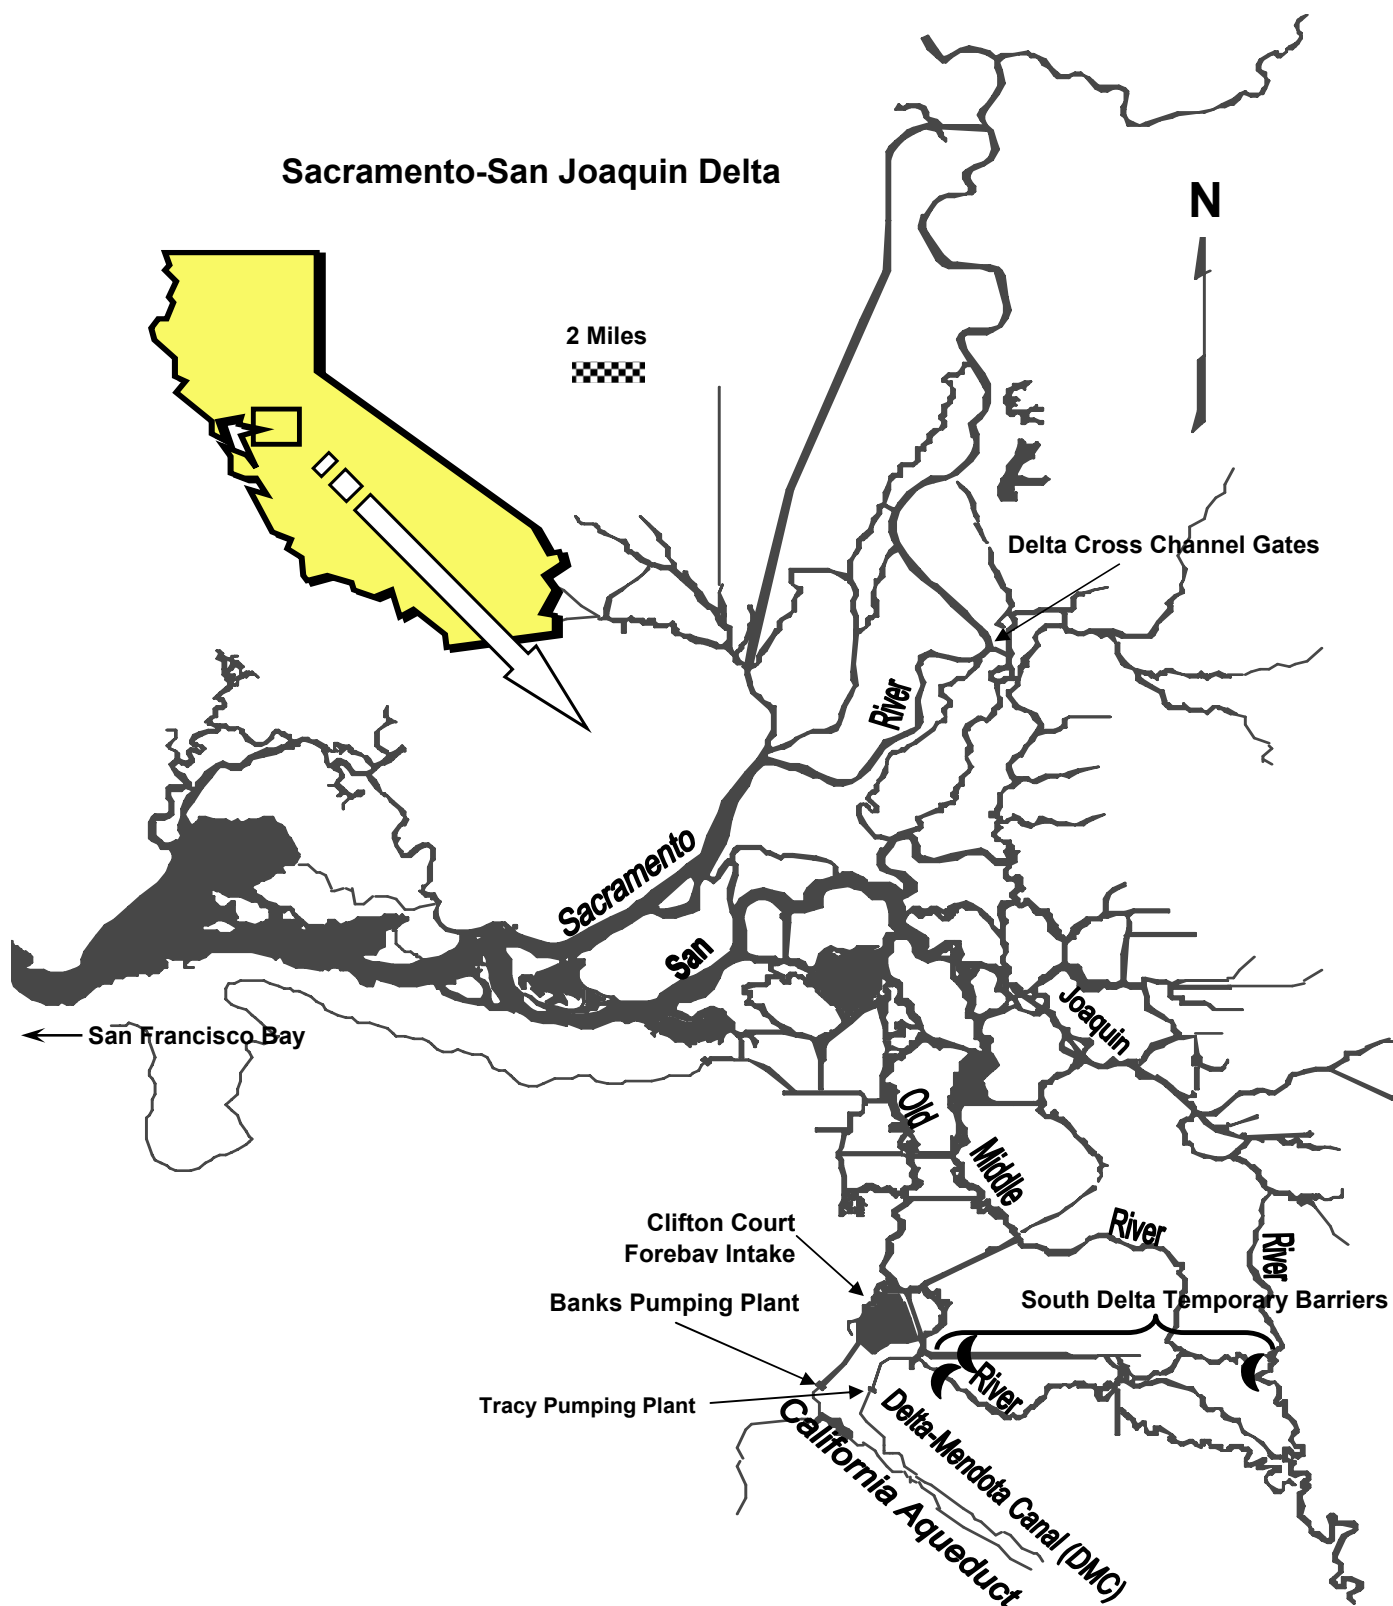 Sacramento-San Joaquin Delta
N
2 Miles
Delta Cross Channel Gates
River
Sacramento
San
Joaquin
San Francisco Bay
Old
Middle
River
River
Clifton Court
Forebay Intake
Banks Pumping Plant
South Delta Temporary Barriers
River
Tracy Pumping Plant
Delta-Mendota Canal (DMC)
California Aqueduct